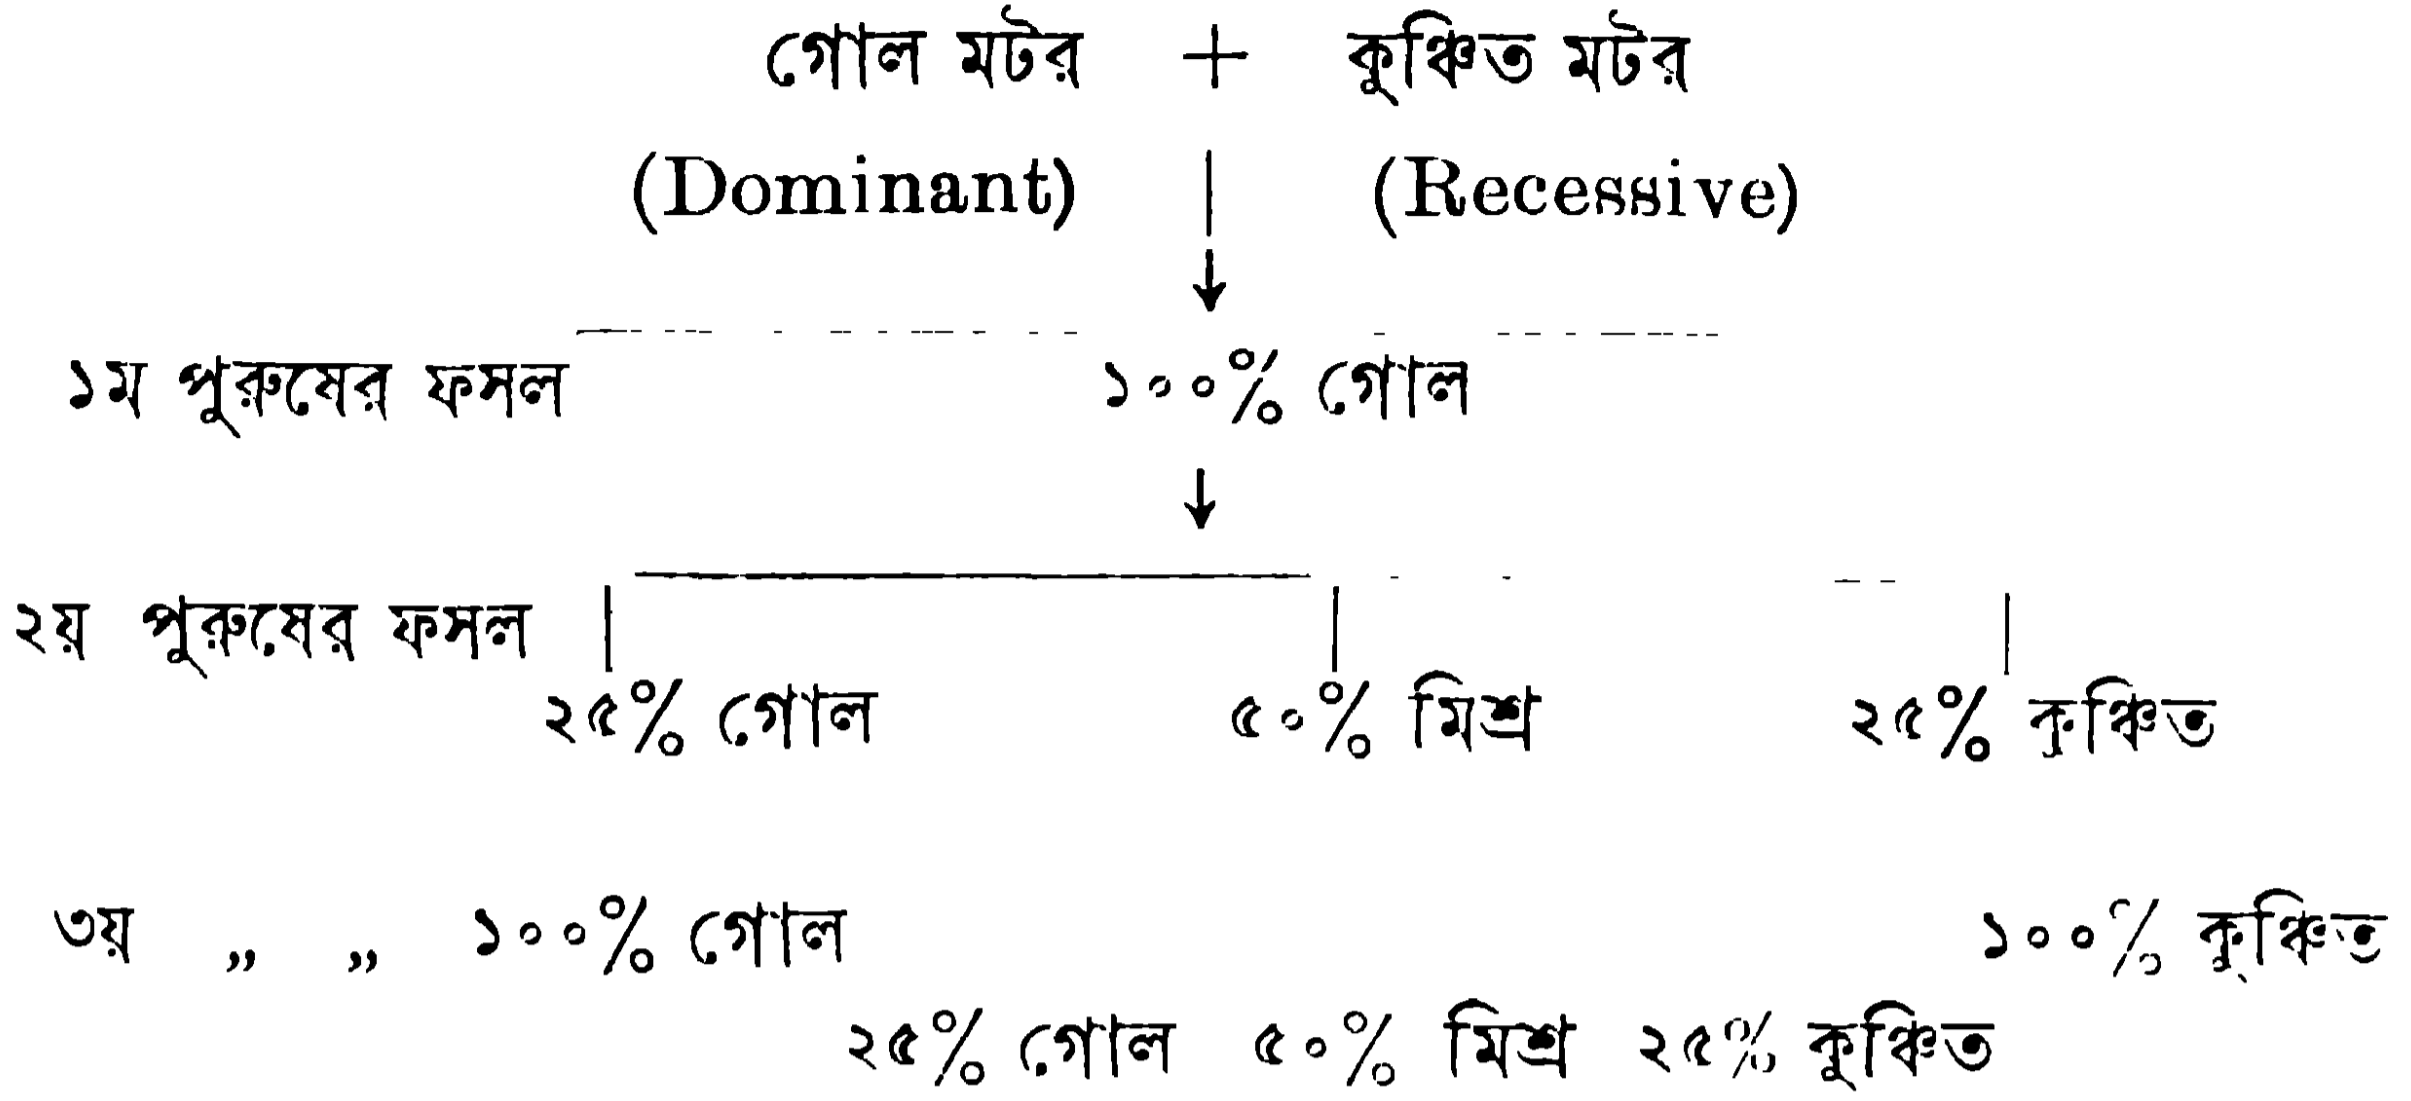 গোল মটর + কুঞ্চিত মটর
(Dominant) (Recessive)
১ম পুরুষের ফসল ১০০% গোল
২য় পুরুষের ফসল
২৫% গোল ৫০% মিশ্র ২৫% কুঞ্চিত
৩য় „ „ ১০০% গোল ১০০% কুঞ্চিত
২৫% গোল ৫০% মিশ্র ২৫% কুঞ্চিত